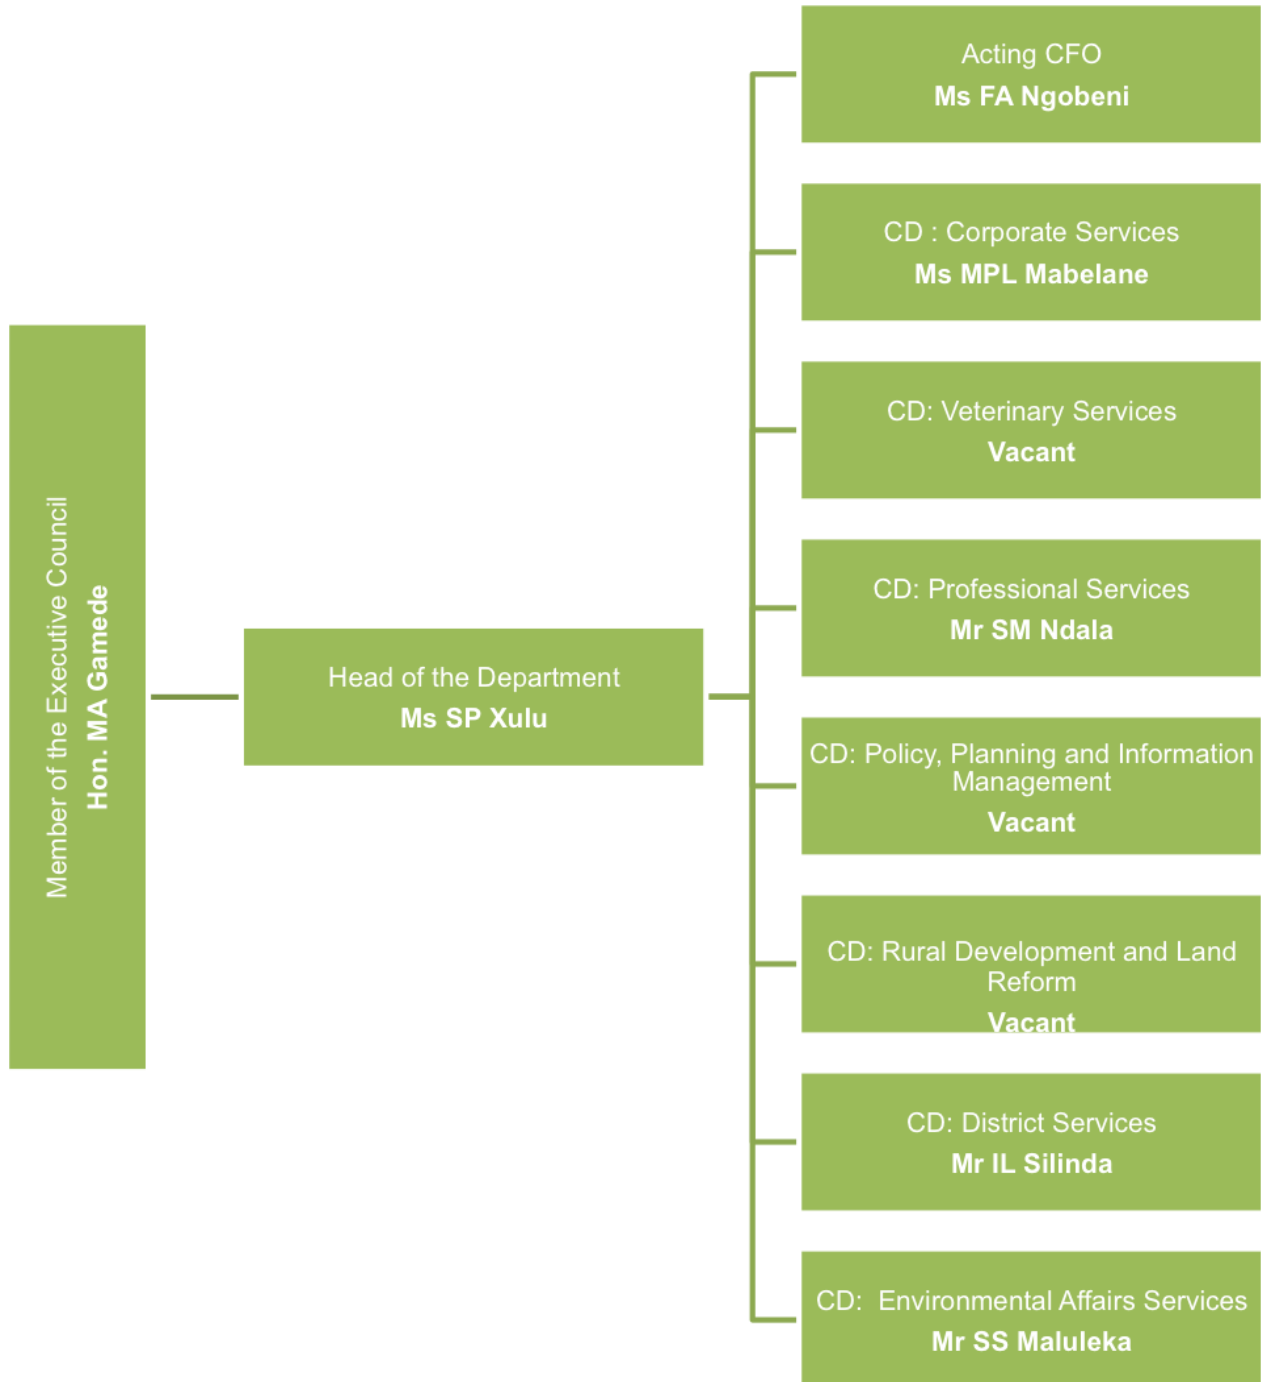 Member of the Executive Council
Hon. MA Gamede
Head of the Department
Ms SP Xulu
Acting CFO
Ms FA Ngobeni
CD : Corporate Services
Ms MPL Mabelane
CD: Veterinary Services
Vacant
CD: Professional Services
Mr SM Ndala
CD: Policy, Planning and Information
Management
Vacant
CD: Rural Development and Land
Reform
Vacant
CD: District Services
Mr IL Silinda
CD:  Environmental Affairs Services
Mr SS Maluleka